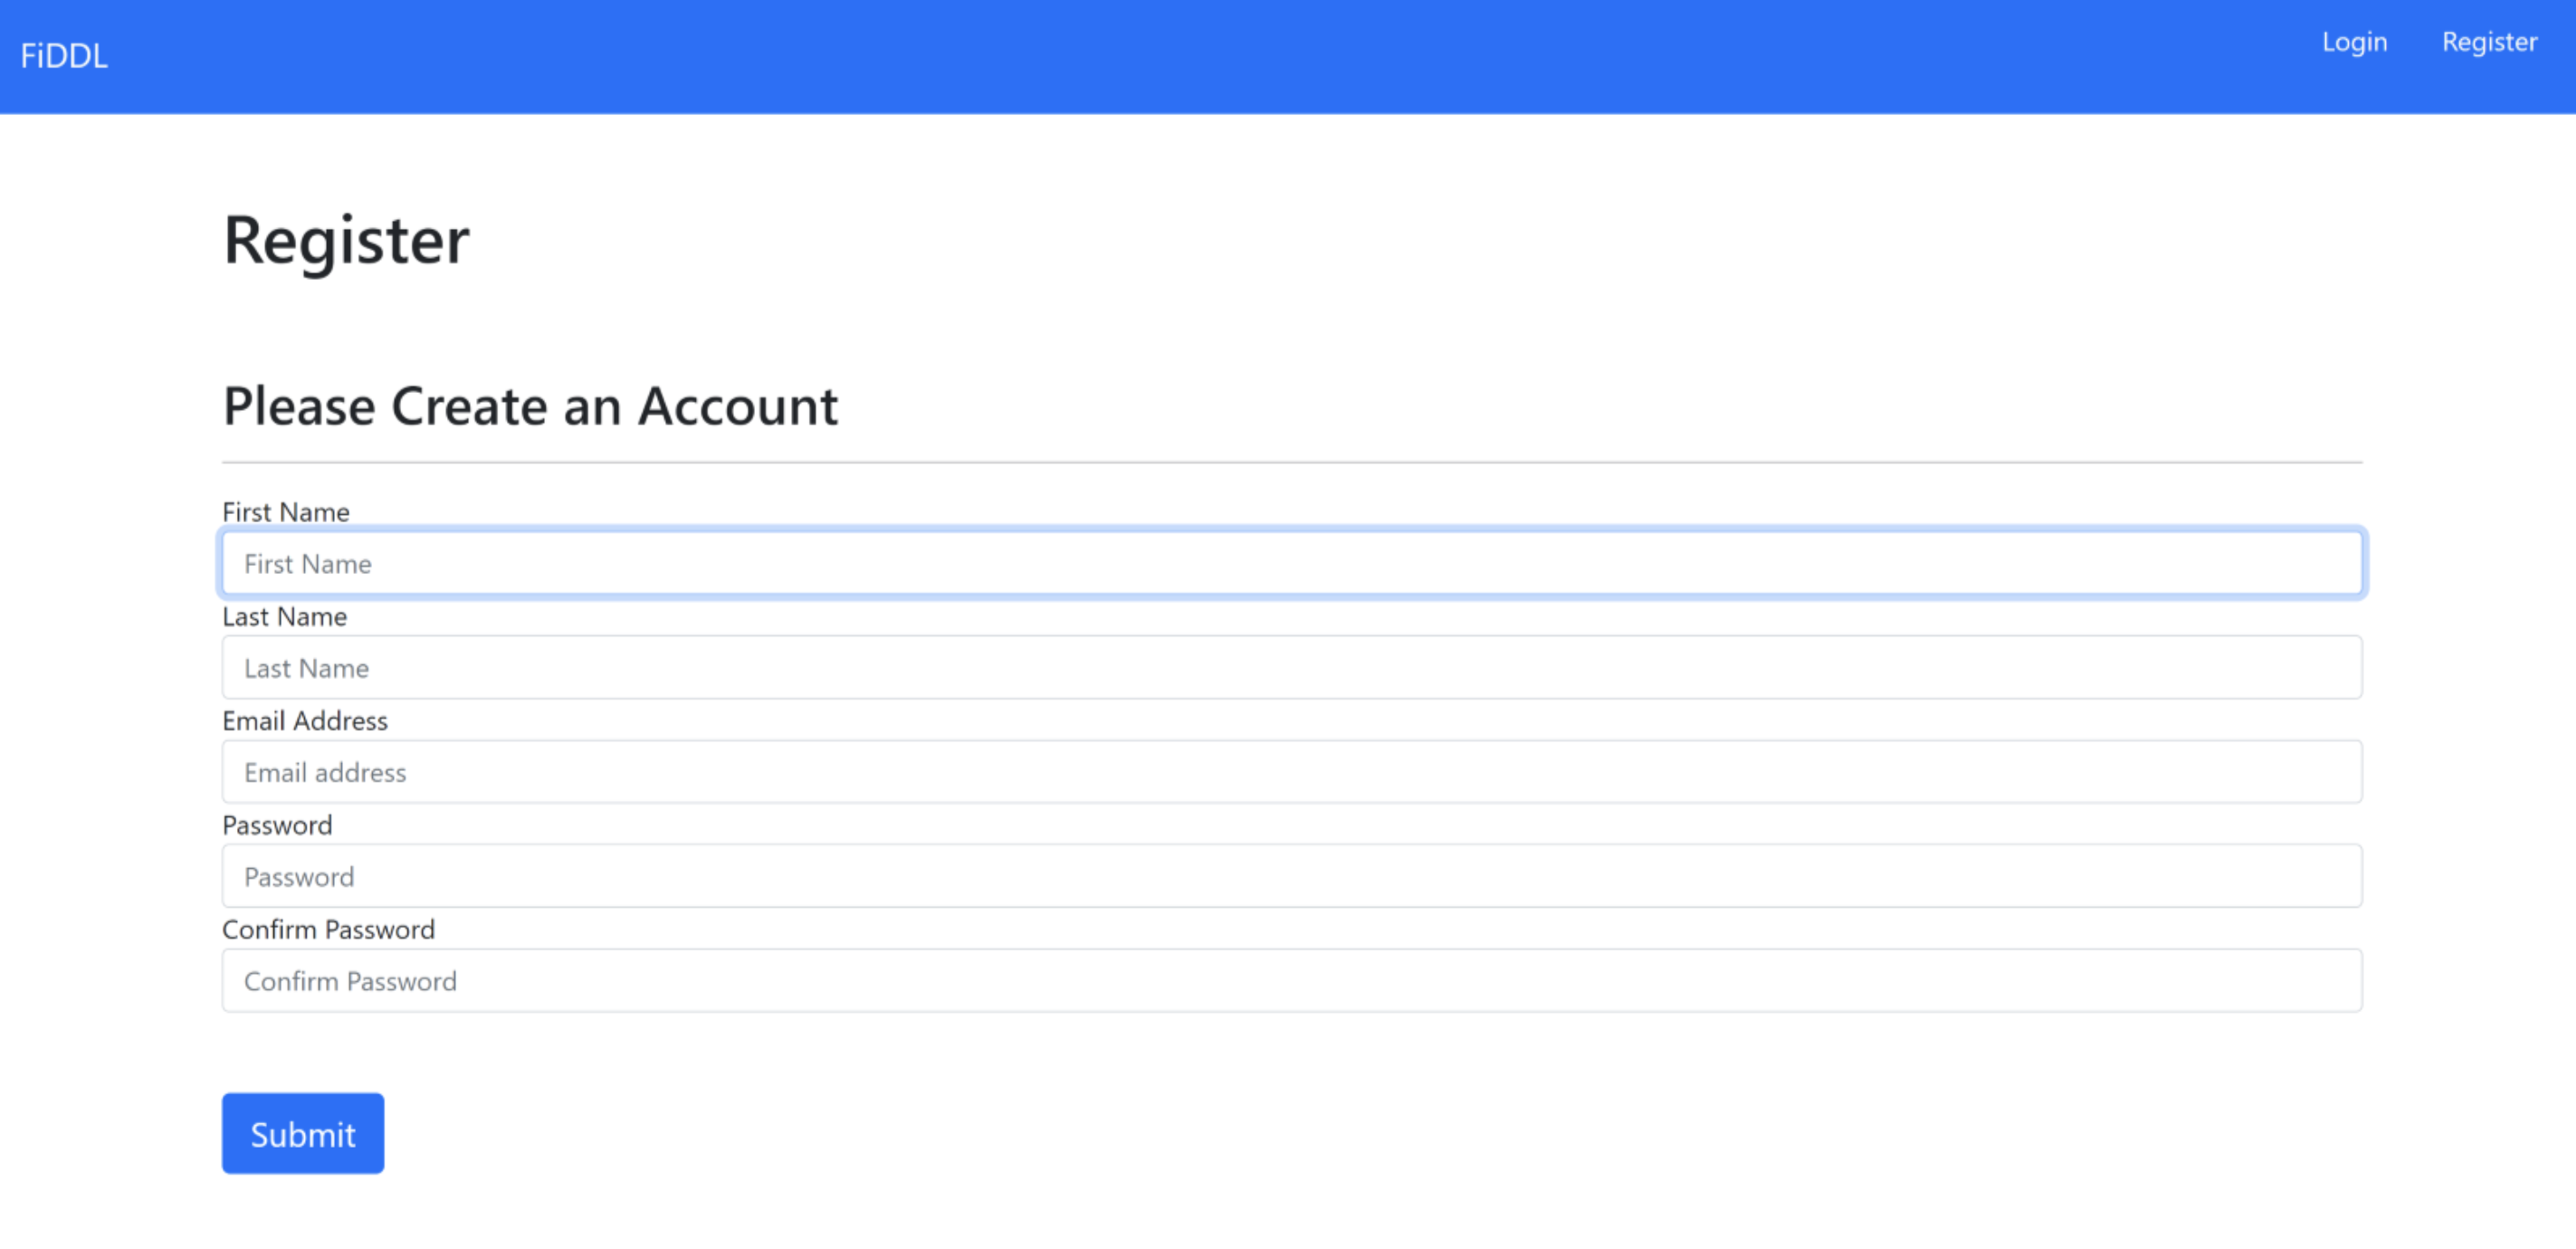 FiDDL
Login Register
Register
Please Create an Account
First Name
First Name
Last Name
Last Name
Email Address
Email address
Password
Password
Confirm Password
Confirm Password
Submit